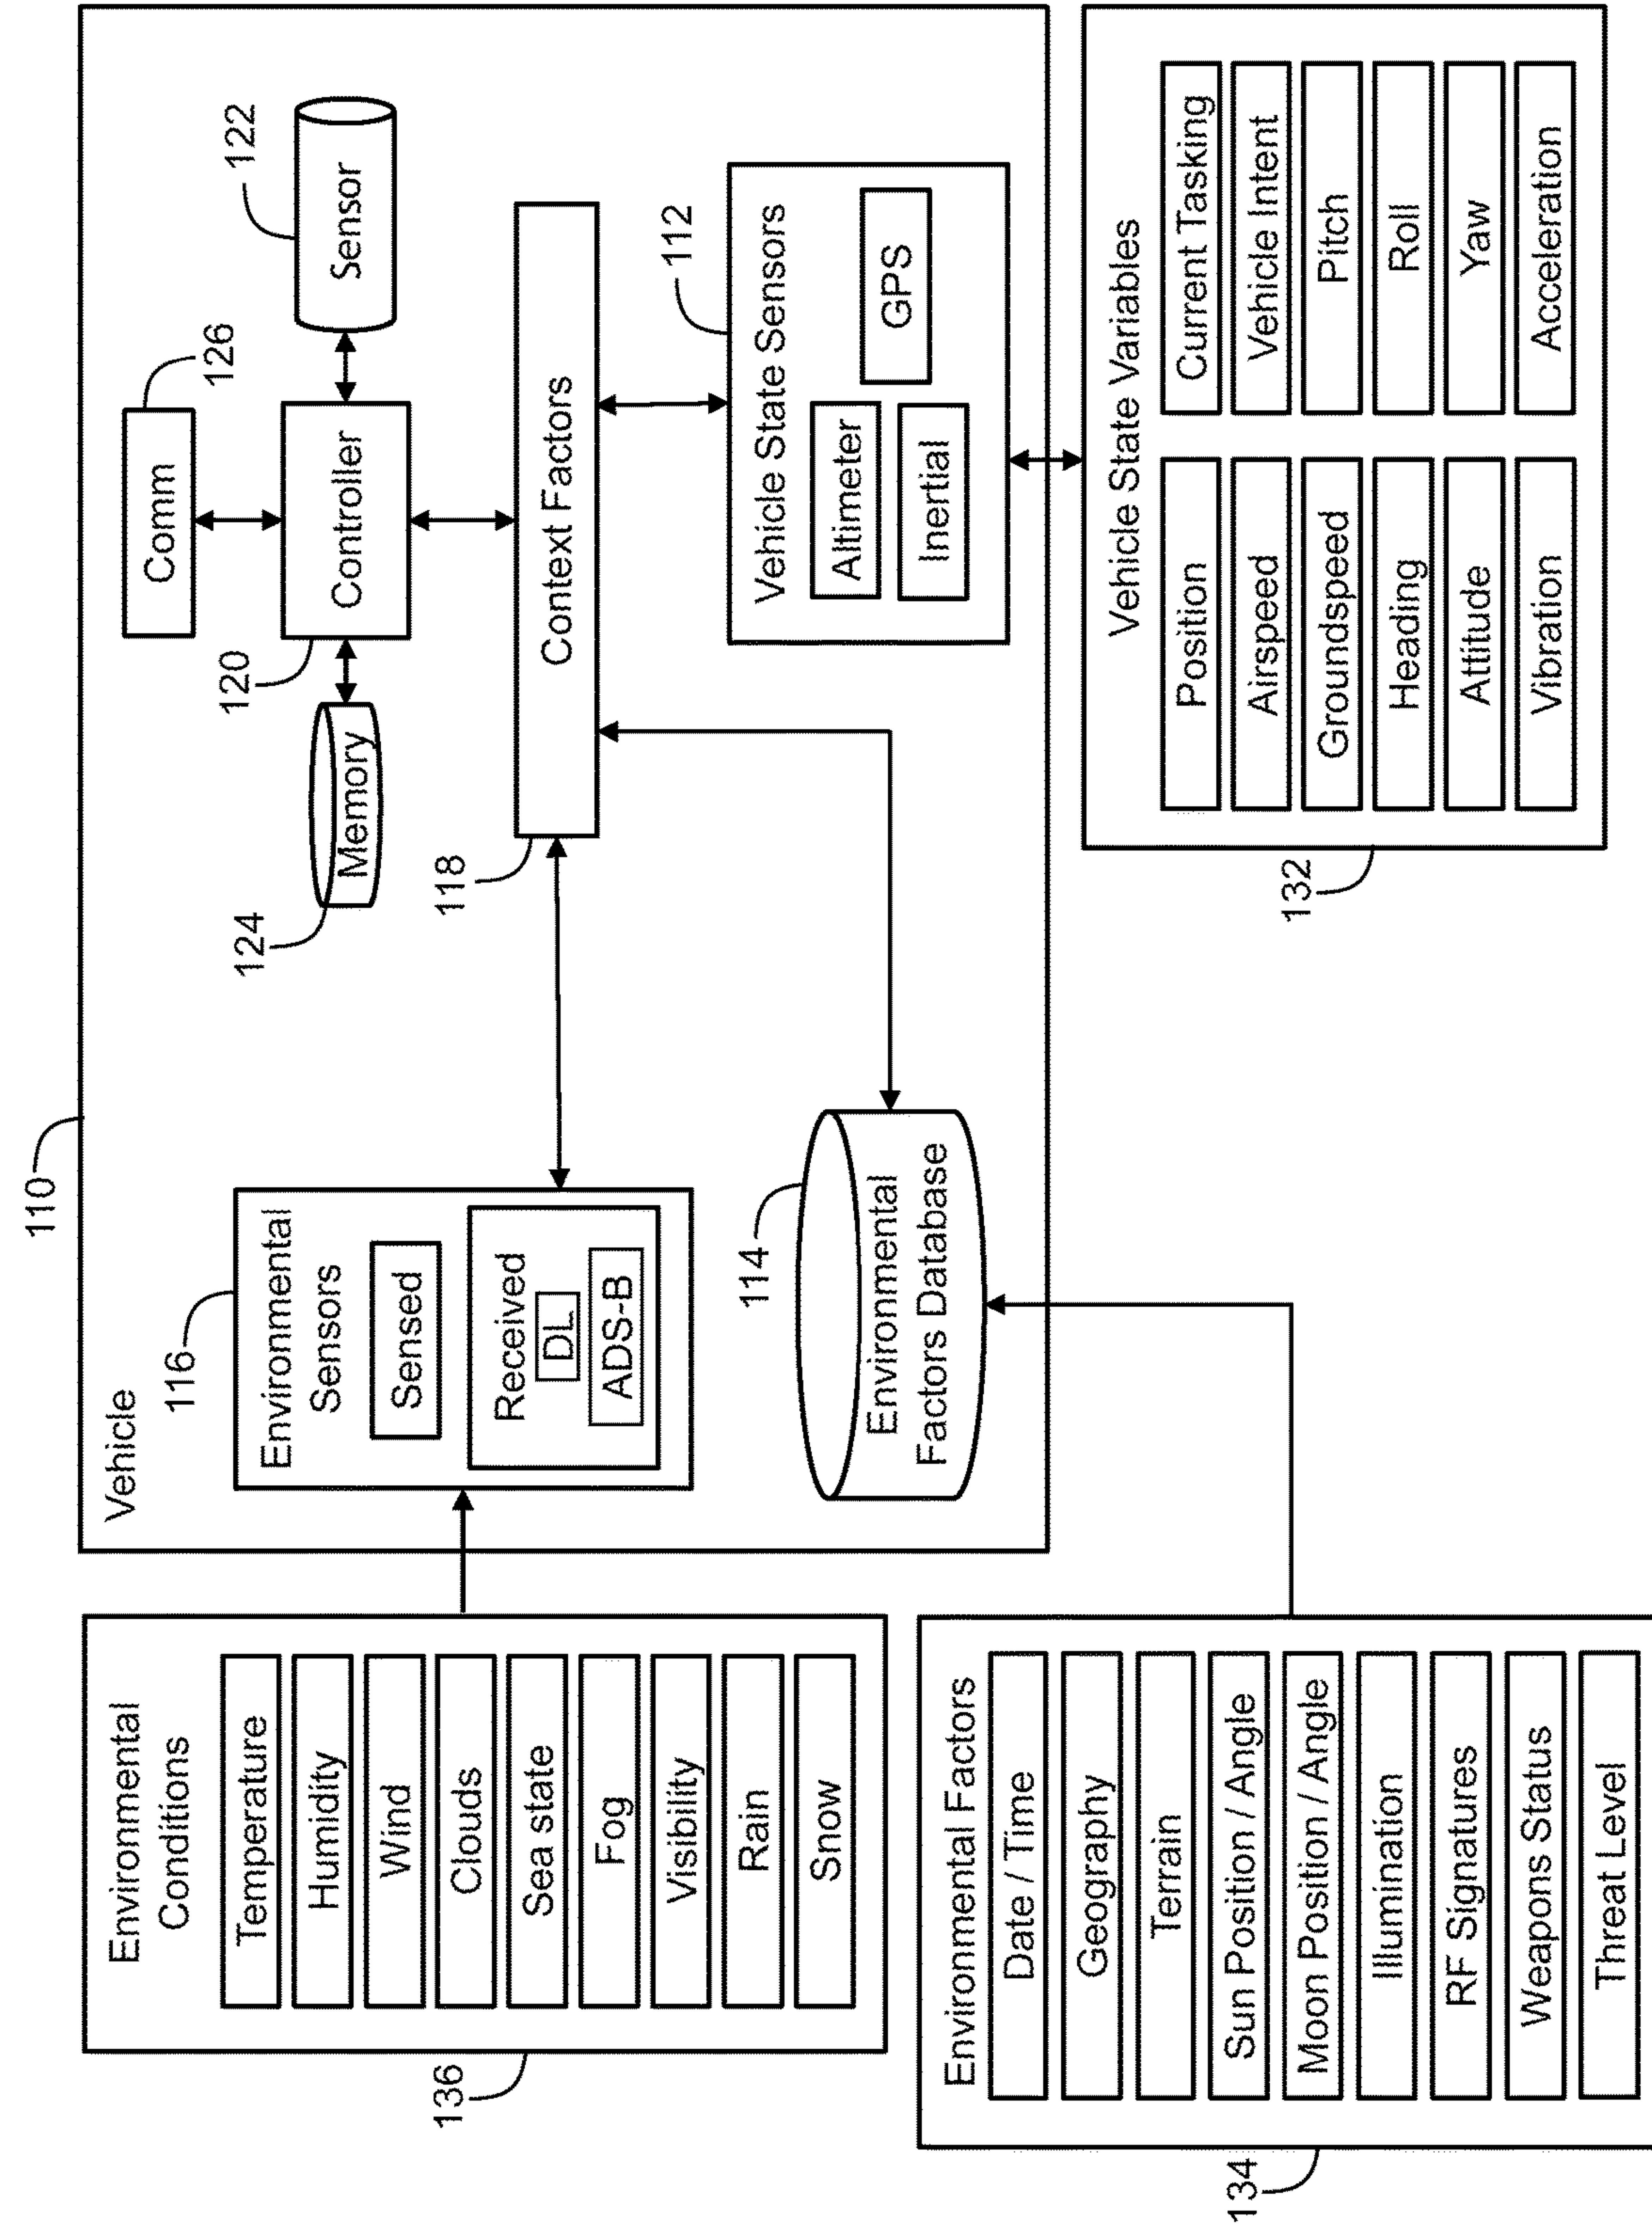 110
Vehicle
Comm
126
Controller
120
Memory
124
Sensor
122
Context Factors
118
116
Environmental
Sensors
Sensed
Received
DL
ADS-B
114
Environmental
Factors Database
112
Vehicle State Sensors
Altimeter
Inertial
GPS
Environmental
Conditions
Temperature
Humidity
Wind
Clouds
Sea state
Fog
Visibility
Rain
Snow
136
Environmental Factors
Date / Time
Geography
Terrain
Sun Position / Angle
Moon Position / Angle
Illumination
RF Signatures
Weapons Status
Threat Level
134
Vehicle State Variables
Position
Airspeed
Groundspeed
Heading
Attitude
Vibration
Current Tasking
Vehicle Intent
Pitch
Roll
Yaw
Acceleration
132